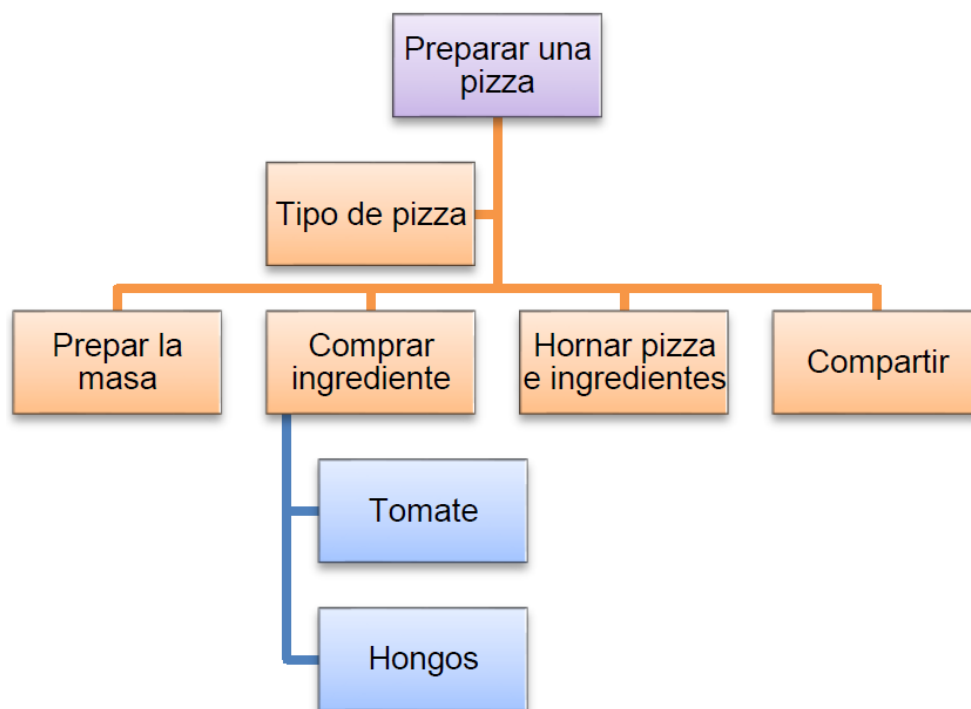 Preparar una
pizza
Tipo de pizza
Prepar la
masa
Comprar
ingrediente
Hornar pizza
e ingredientes
Compartir
Tomate
Hongos